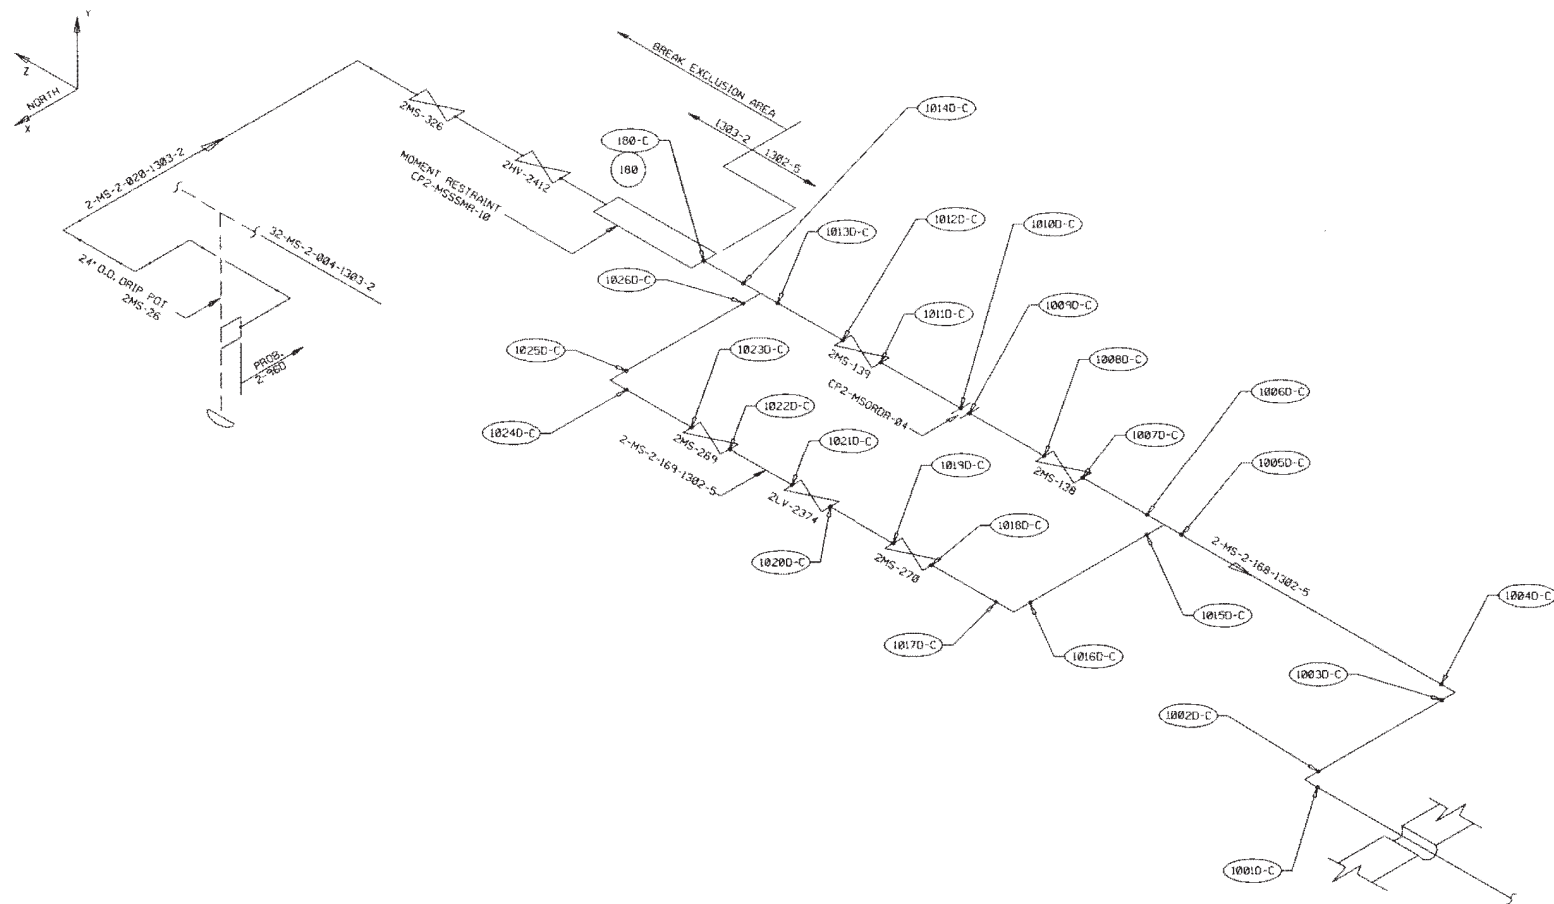 Y
Z
NORTH
X
2-MS-2-020-1303-2
2MS-326
2HV-2412
MOMENT RESTRAINT
CP2-MSSSMR-10
BREAK EXCLUSION AREA
1303-2
1302-5
180-C
180
1014D-C
1013D-C
1012D-C
1010D-C
1026D-C
1011D-C
1009D-C
32-MS-2-004-1303-2
24" O.D. DRIP POT
2MS-26
PROB.
2-96D
1025D-C
1023D-C
2MS-139
CP2-MSORDR-04
1008D-C
1006D-C
1024D-C
1022D-C
2MS-269
2-MS-2-169-1302-5
1021D-C
1019D-C
2MS-138
1007D-C
1005D-C
2LV-2374
1020D-C
1018D-C
2MS-270
2-MS-2-168-1302-5
1017D-C
1016D-C
1015D-C
1004D-C
1003D-C
1002D-C
1001D-C